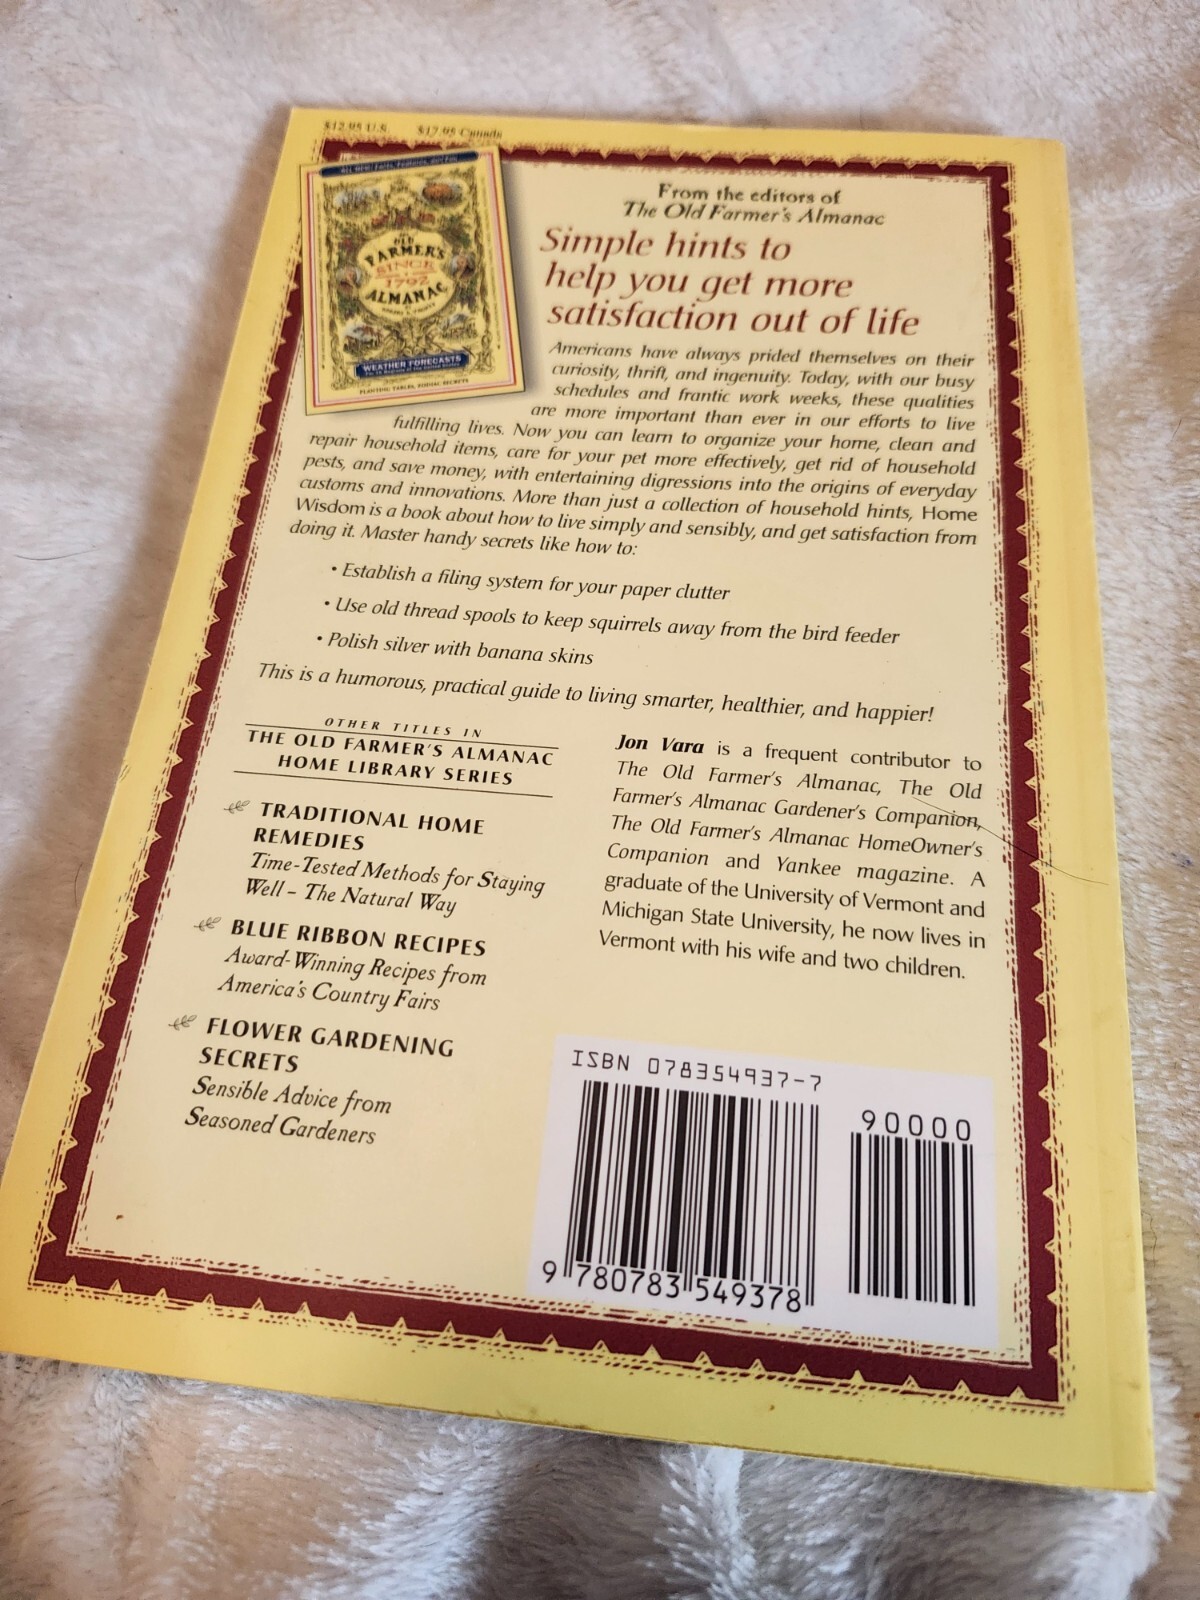 $12.95 U.S. $17.95 Canada
OLD
FARMER'S
SINCE
1792
ALMANAC
WEATHER FORECASTS
PLANTING TABLES, ZODIAC SECRETS
From the editors of
The Old Farmer's Almanac
Simple hints to
help you get more
satisfaction out of life
Americans have always prided themselves on their
curiosity, thrift, and ingenuity. Today, with our busy
schedules and frantic work weeks, these qualities
are more important than ever in our efforts to live
fulfilling lives. Now you can learn to organize your home, clean and
repair household items, care for your pet more effectively, get rid of household
pests, and save money, with entertaining digressions into the origins of everyday
customs and innovations. More than just a collection of household hints, Home
Wisdom is a book about how to live simply and sensibly, and get satisfaction from
doing it. Master handy secrets like how to:
• Establish a filing system for your paper clutter
• Use old thread spools to keep squirrels away from the bird feeder
• Polish silver with banana skins
This is a humorous, practical guide to living smarter, healthier, and happier!
OTHER TITLES IN
THE OLD FARMER'S ALMANAC
HOME LIBRARY SERIES
TRADITIONAL HOME
REMEDIES
Time-Tested Methods for Staying
Well – The Natural Way
BLUE RIBBON RECIPES
Award-Winning Recipes from
America's Country Fairs
FLOWER GARDENING
SECRETS
Sensible Advice from
Seasoned Gardeners
Jon Vara is a frequent contributor to
The Old Farmer's Almanac, The Old
Farmer's Almanac Gardener's Companion,
The Old Farmer's Almanac HomeOwner's
Companion and Yankee magazine. A
graduate of the University of Vermont and
Michigan State University, he now lives in
Vermont with his wife and two children.
ISBN 078354937-7
90000
9 780783 549378